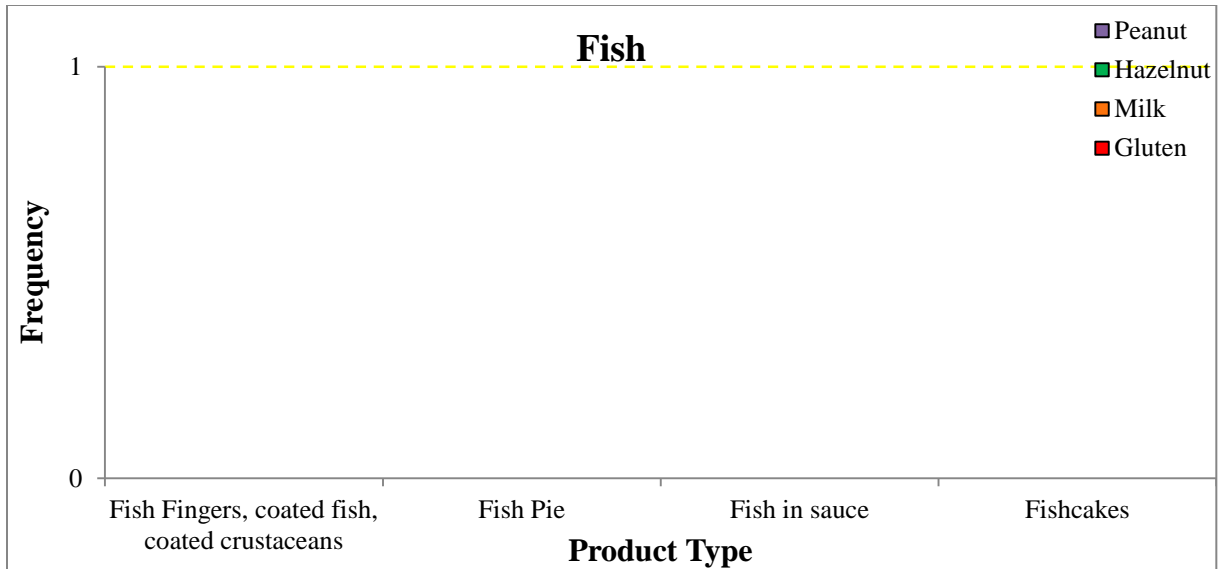 Fish
Peanut
Hazelnut
Milk
Gluten
1
0
Frequency
Fish Fingers, coated fish,
coated crustaceans
Fish Pie
Fish in sauce
Fishcakes
Product Type